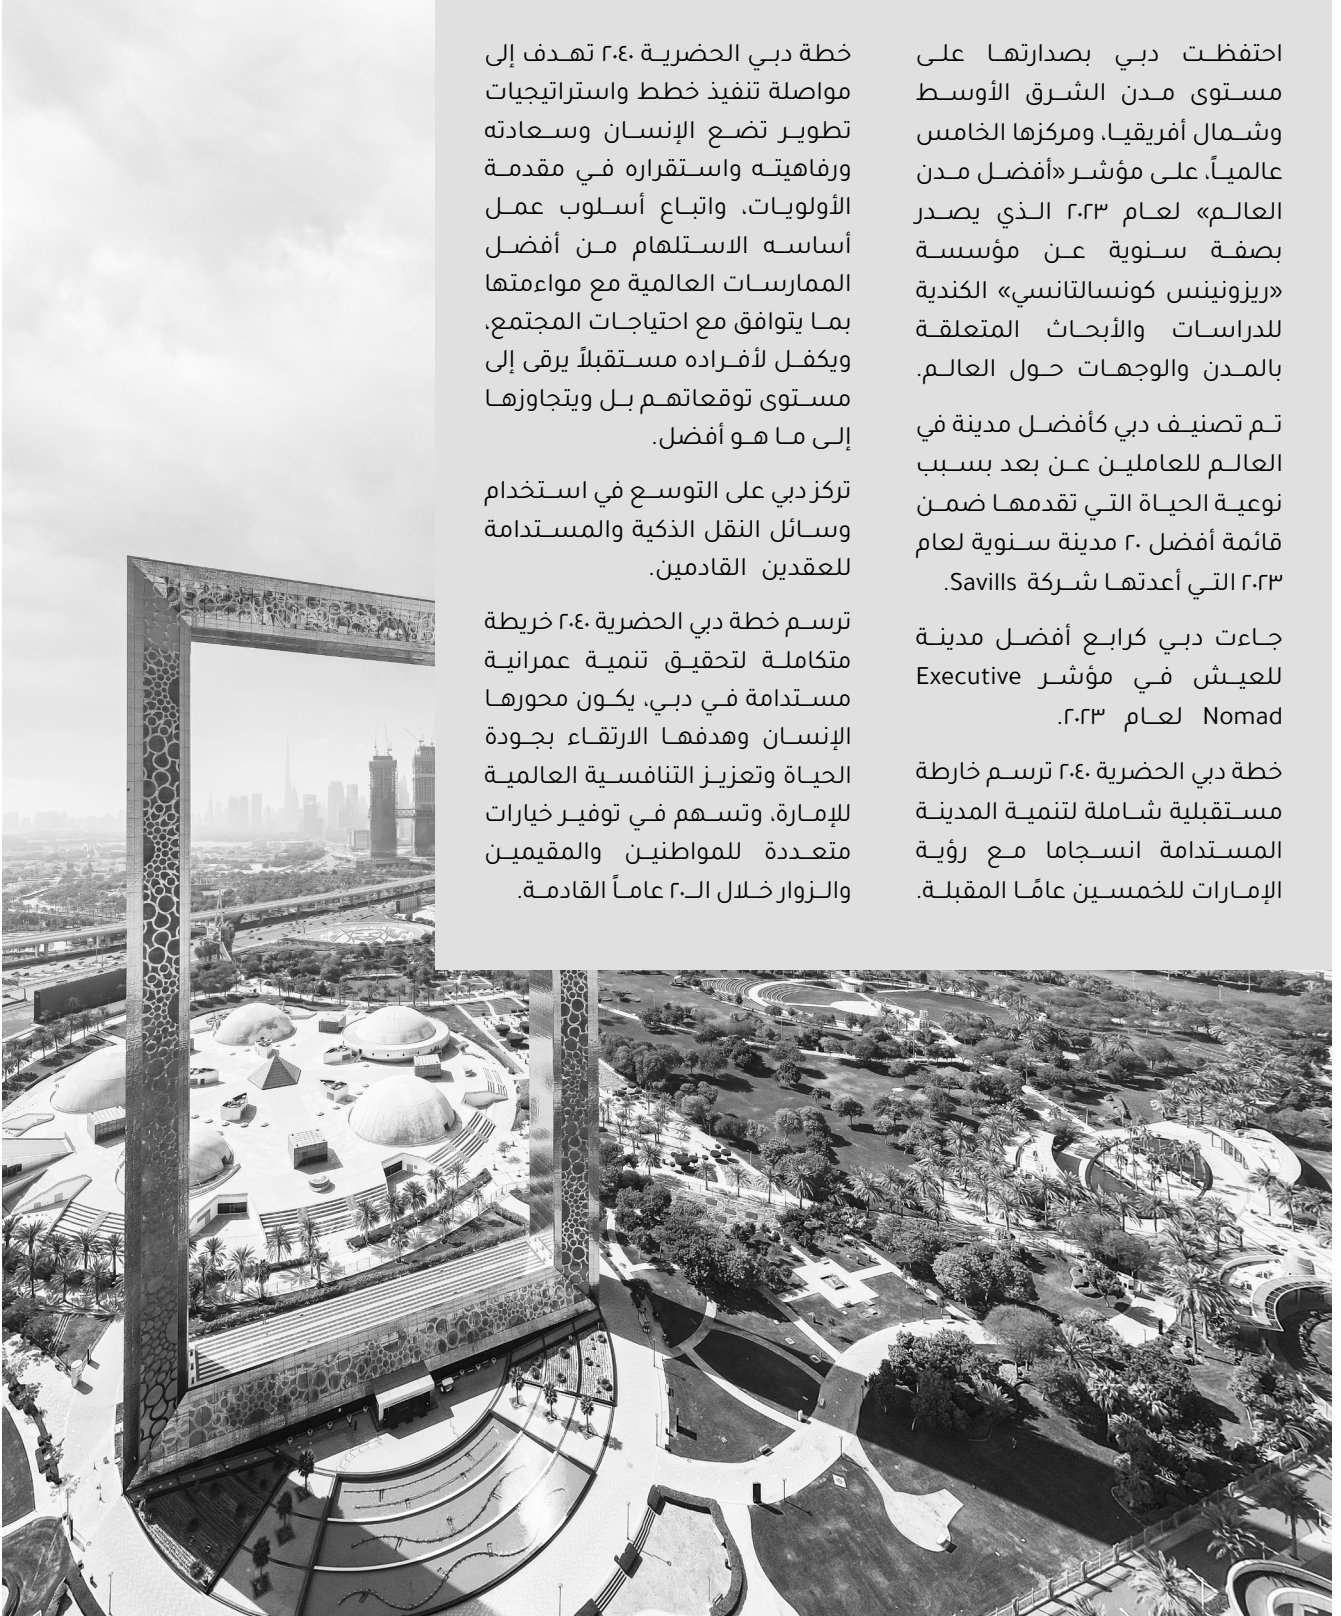 احتفظت دبي بصدارتها على
مستوى مدن الشرق الأوسط
وشمال أفريقيا، ومركزها الخامس
عالمياً، على مؤشر «أفضل مدن
العالم» لعام ٢٠٢٣ الذي يصدر
بصفة سنوية عن مؤسسة
«ريزونينس كونسالتانسي» الكندية
للدراسات والأبحاث المتعلقة
بالمدن والوجهات حول العالم.
تم تصنيف دبي كأفضل مدينة في
العالم للعاملين عن بعد بسبب
نوعية الحياة التي تقدمها ضمن
قائمة أفضل ٢٠ مدينة سنوية لعام
٢٠٢٣ التي أعدتها شركة Savills.
جاءت دبي كرابع أفضل مدينة
للعيش في مؤشر Executive
Nomad لعام ٢٠٢٣.
خطة دبي الحضرية ٢٠٤٠ ترسم خارطة
مستقبلية شاملة لتنمية المدينة
المستدامة انسجاما مع رؤية
الإمارات للخمسين عامًا المقبلة.
خطة دبي الحضرية ٢٠٤٠ تهدف إلى
مواصلة تنفيذ خطط واستراتيجيات
تطوير تضع الإنسان وسعادته
ورفاهيته واستقراره في مقدمة
الأولويات، واتباع أسلوب عمل
أساسه الاستلهام من أفضل
الممارسات العالمية مع مواءمتها
بما يتوافق مع احتياجات المجتمع،
ويكفل لأفراده مستقبلاً يرقى إلى
مستوى توقعاتهم بل ويتجاوزها
إلى ما هو أفضل.
تركز دبي على التوسع في استخدام
وسائل النقل الذكية والمستدامة
للعقدين القادمين.
ترسم خطة دبي الحضرية ٢٠٤٠ خريطة
متكاملة لتحقيق تنمية عمرانية
مستدامة في دبي، يكون محورها
الإنسان وهدفها الارتقاء بجودة
الحياة وتعزيز التنافسية العالمية
للإمارة، وتسهم في توفير خيارات
متعددة للمواطنين والمقيمين
والزوار خلال الـ٢٠ عاماً القادمة.